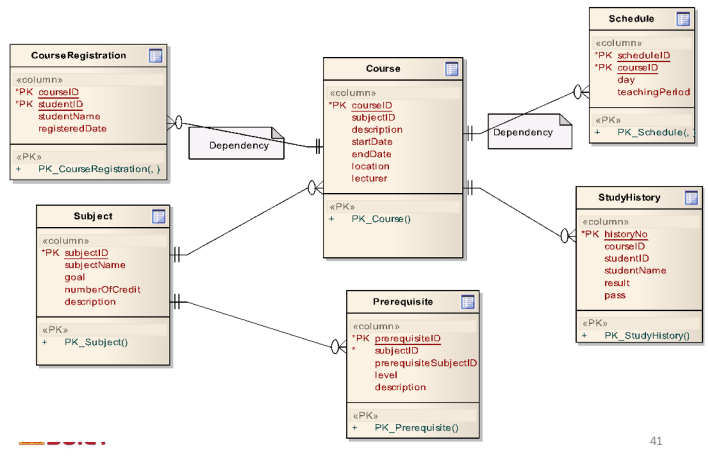 CourseRegistration
«column»
*PK courseID
*PK studentID
studentName
registeredDate
«PK»
+ PK_CourseRegistration(, )
Dependency
Course
«column»
*PK courseID
subjectID
description
startDate
endDate
location
lecturer
«PK»
+ PK_Course()
Dependency
Schedule
«column»
*PK scheduleID
*PK courseID
day
teachingPeriod
«PK»
+ PK_Schedule(, )
Subject
«column»
*PK subjectID
subjectName
goal
numberOfCredit
description
«PK»
+ PK_Subject()
Prerequisite
«column»
*PK prerequisiteID
* subjectID
prerequisiteSubjectID
level
description
«PK»
+ PK_Prerequisite()
StudyHistory
«column»
*PK historyNo
courseID
studentID
studentName
result
pass
«PK»
+ PK_StudyHistory()
41